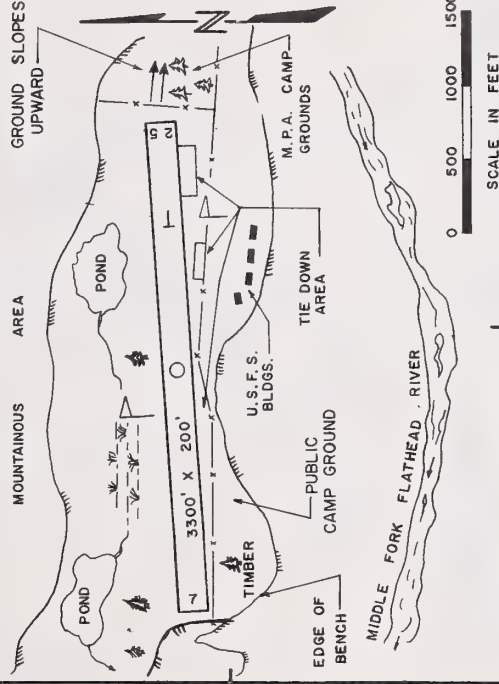 GROUND SLOPES
UPWARD
N
MOUNTAINOUS AREA
POND
POND
25
3300' X 200'
7
M.P.A. CAMP
GROUNDS
TIE DOWN
AREA
U.S.F.S.
BLDGS.
PUBLIC
CAMP GROUND
TIMBER
EDGE OF
BENCH
MIDDLE FORK FLATHEAD RIVER
0 500 1000 1500
SCALE IN FEET